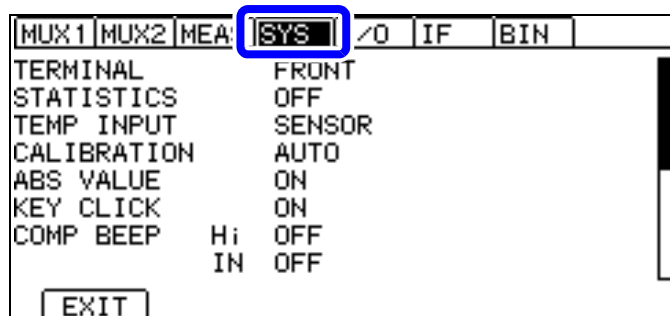 MUX1 MUX2 MEA SYS /O IF BIN
TERMINAL FRONT
STATISTICS OFF
TEMP INPUT SENSOR
CALIBRATION AUTO
ABS VALUE ON
KEY CLICK ON
COMP BEEP Hi OFF
IN OFF
EXIT